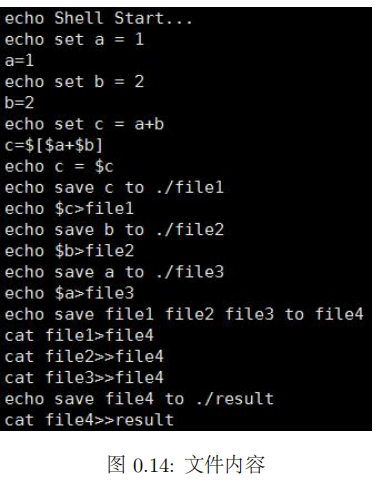 echo Shell Start...
echo set a = 1
a=1
echo set b = 2
b=2
echo set c = a+b
c=$[$a+$b]
echo c = $c
echo save c to ./file1
echo $c>file1
echo save b to ./file2
echo $b>file2
echo save a to ./file3
echo $a>file3
echo save file1 file2 file3 to file4
cat file1>file4
cat file2>>file4
cat file3>>file4
echo save file4 to ./result
cat file4>>result
图 0.14: 文件内容